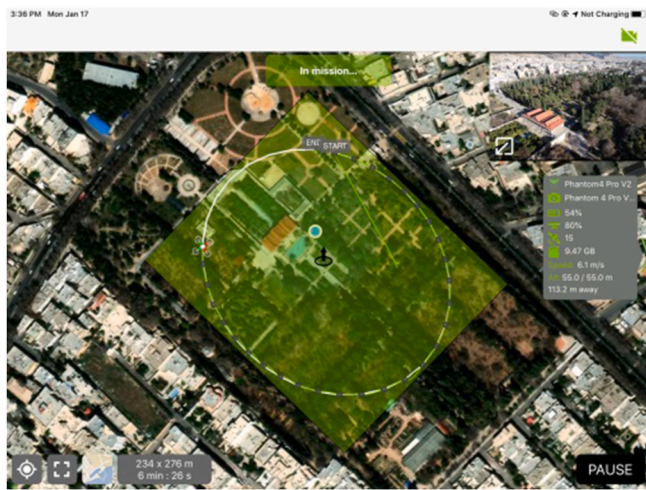 3:36 PM Mon Jan 17
Not Charging
In mission...
END START
Phantom4 Pro V2
Phantom 4 Pro V...
54%
80%
15
9.47 GB
Speed: 6.1 m/s
Alt: 55.0 / 55.0 m
113.2 m away
234 x 276 m
6 min : 26 s
PAUSE